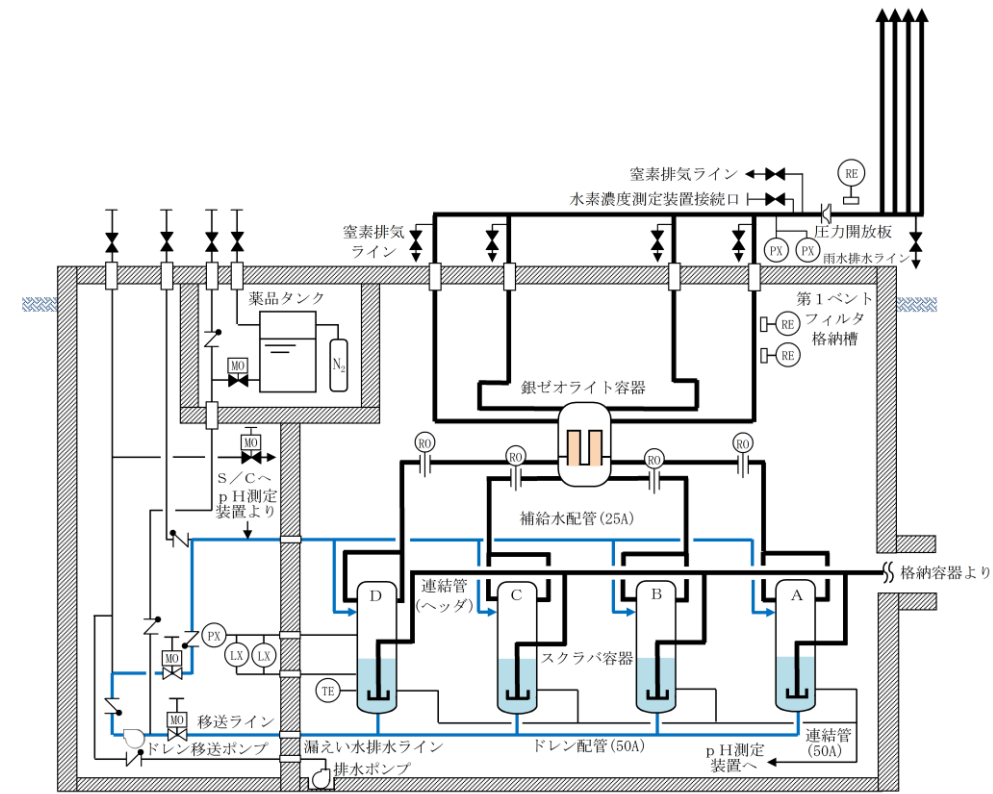 窒素排気ライン
RE
水素濃度測定装置接続口
窒素排気
ライン
圧力開放板
PX
PX
雨水排水ライン
薬品タンク
第１ベント
フィルタ
格納槽
RE
RE
MO
N2
銀ゼオライト容器
MO
RO
RO
RO
RO
Ｓ／Ｃへ
ｐＨ測定
装置より
補給水配管(25A)
格納容器より
連結管
(ヘッダ)
D
C
B
A
PX
LX
LX
MO
スクラバ容器
TE
MO
移送ライン
ドレン移送ポンプ
漏えい水排水ライン
ドレン配管(50A)
連結管
(50A)
ｐＨ測定
装置へ
排水ポンプ